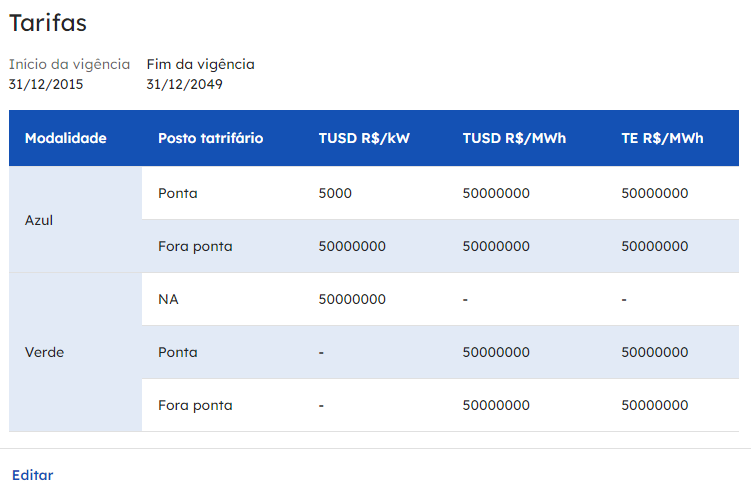 Tarifas
Inicio da vigência Fim da vigência
31/12/2015 31/12/2049
Modalidade Posto tatrifário TUSD R$/kW TUSD R$/MWh TE R$/MWh
Azul
Ponta 5000 50000000 50000000
Fora ponta 50000000 50000000 50000000
Verde
NA 50000000 - -
Ponta - 50000000 50000000
Fora ponta - 50000000 50000000
Editar